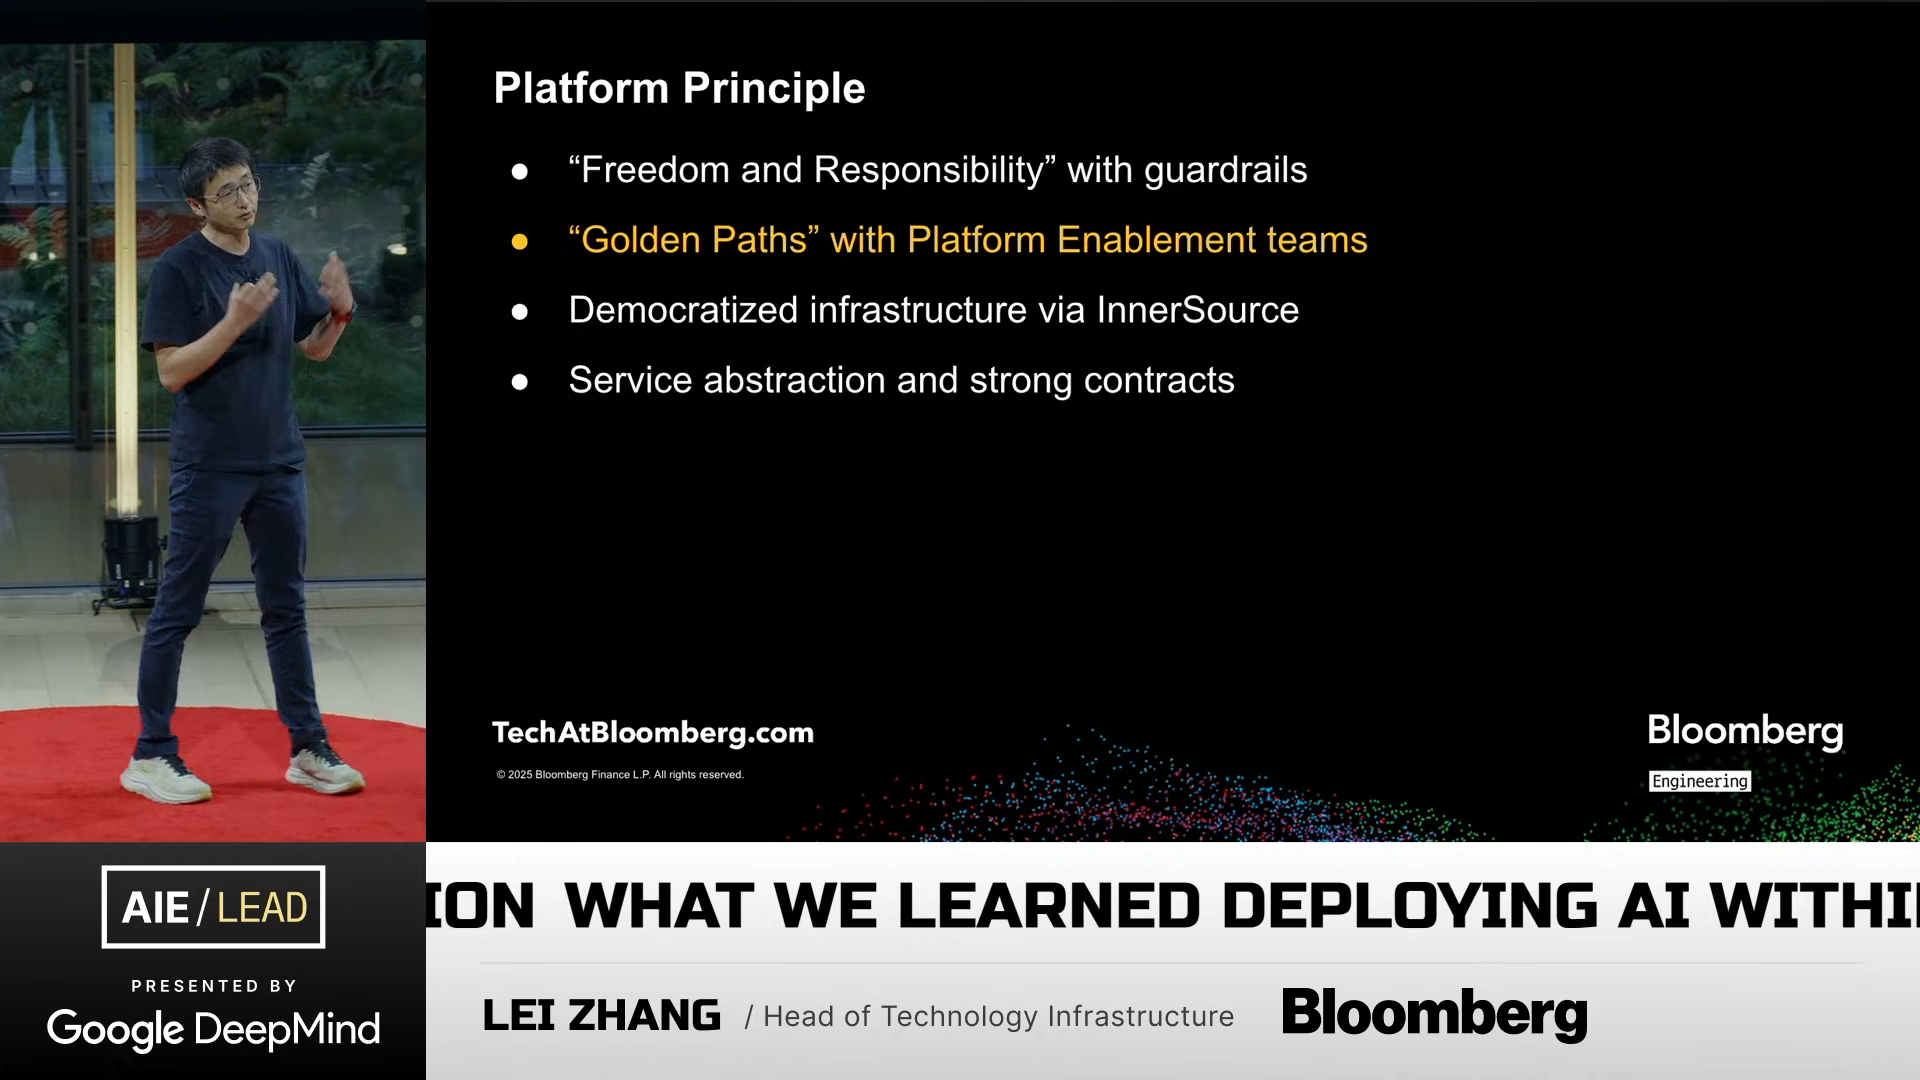 Platform Principle
● “Freedom and Responsibility” with guardrails
● “Golden Paths” with Platform Enablement teams
● Democratized infrastructure via InnerSource
● Service abstraction and strong contracts
TechAtBloomberg.com
© 2025 Bloomberg Finance L.P. All rights reserved.
Bloomberg
Engineering
AIE/LEAD
PRESENTED BY
Google DeepMind
ION WHAT WE LEARNED DEPLOYING AI WITHI
LEI ZHANG / Head of Technology Infrastructure Bloomberg